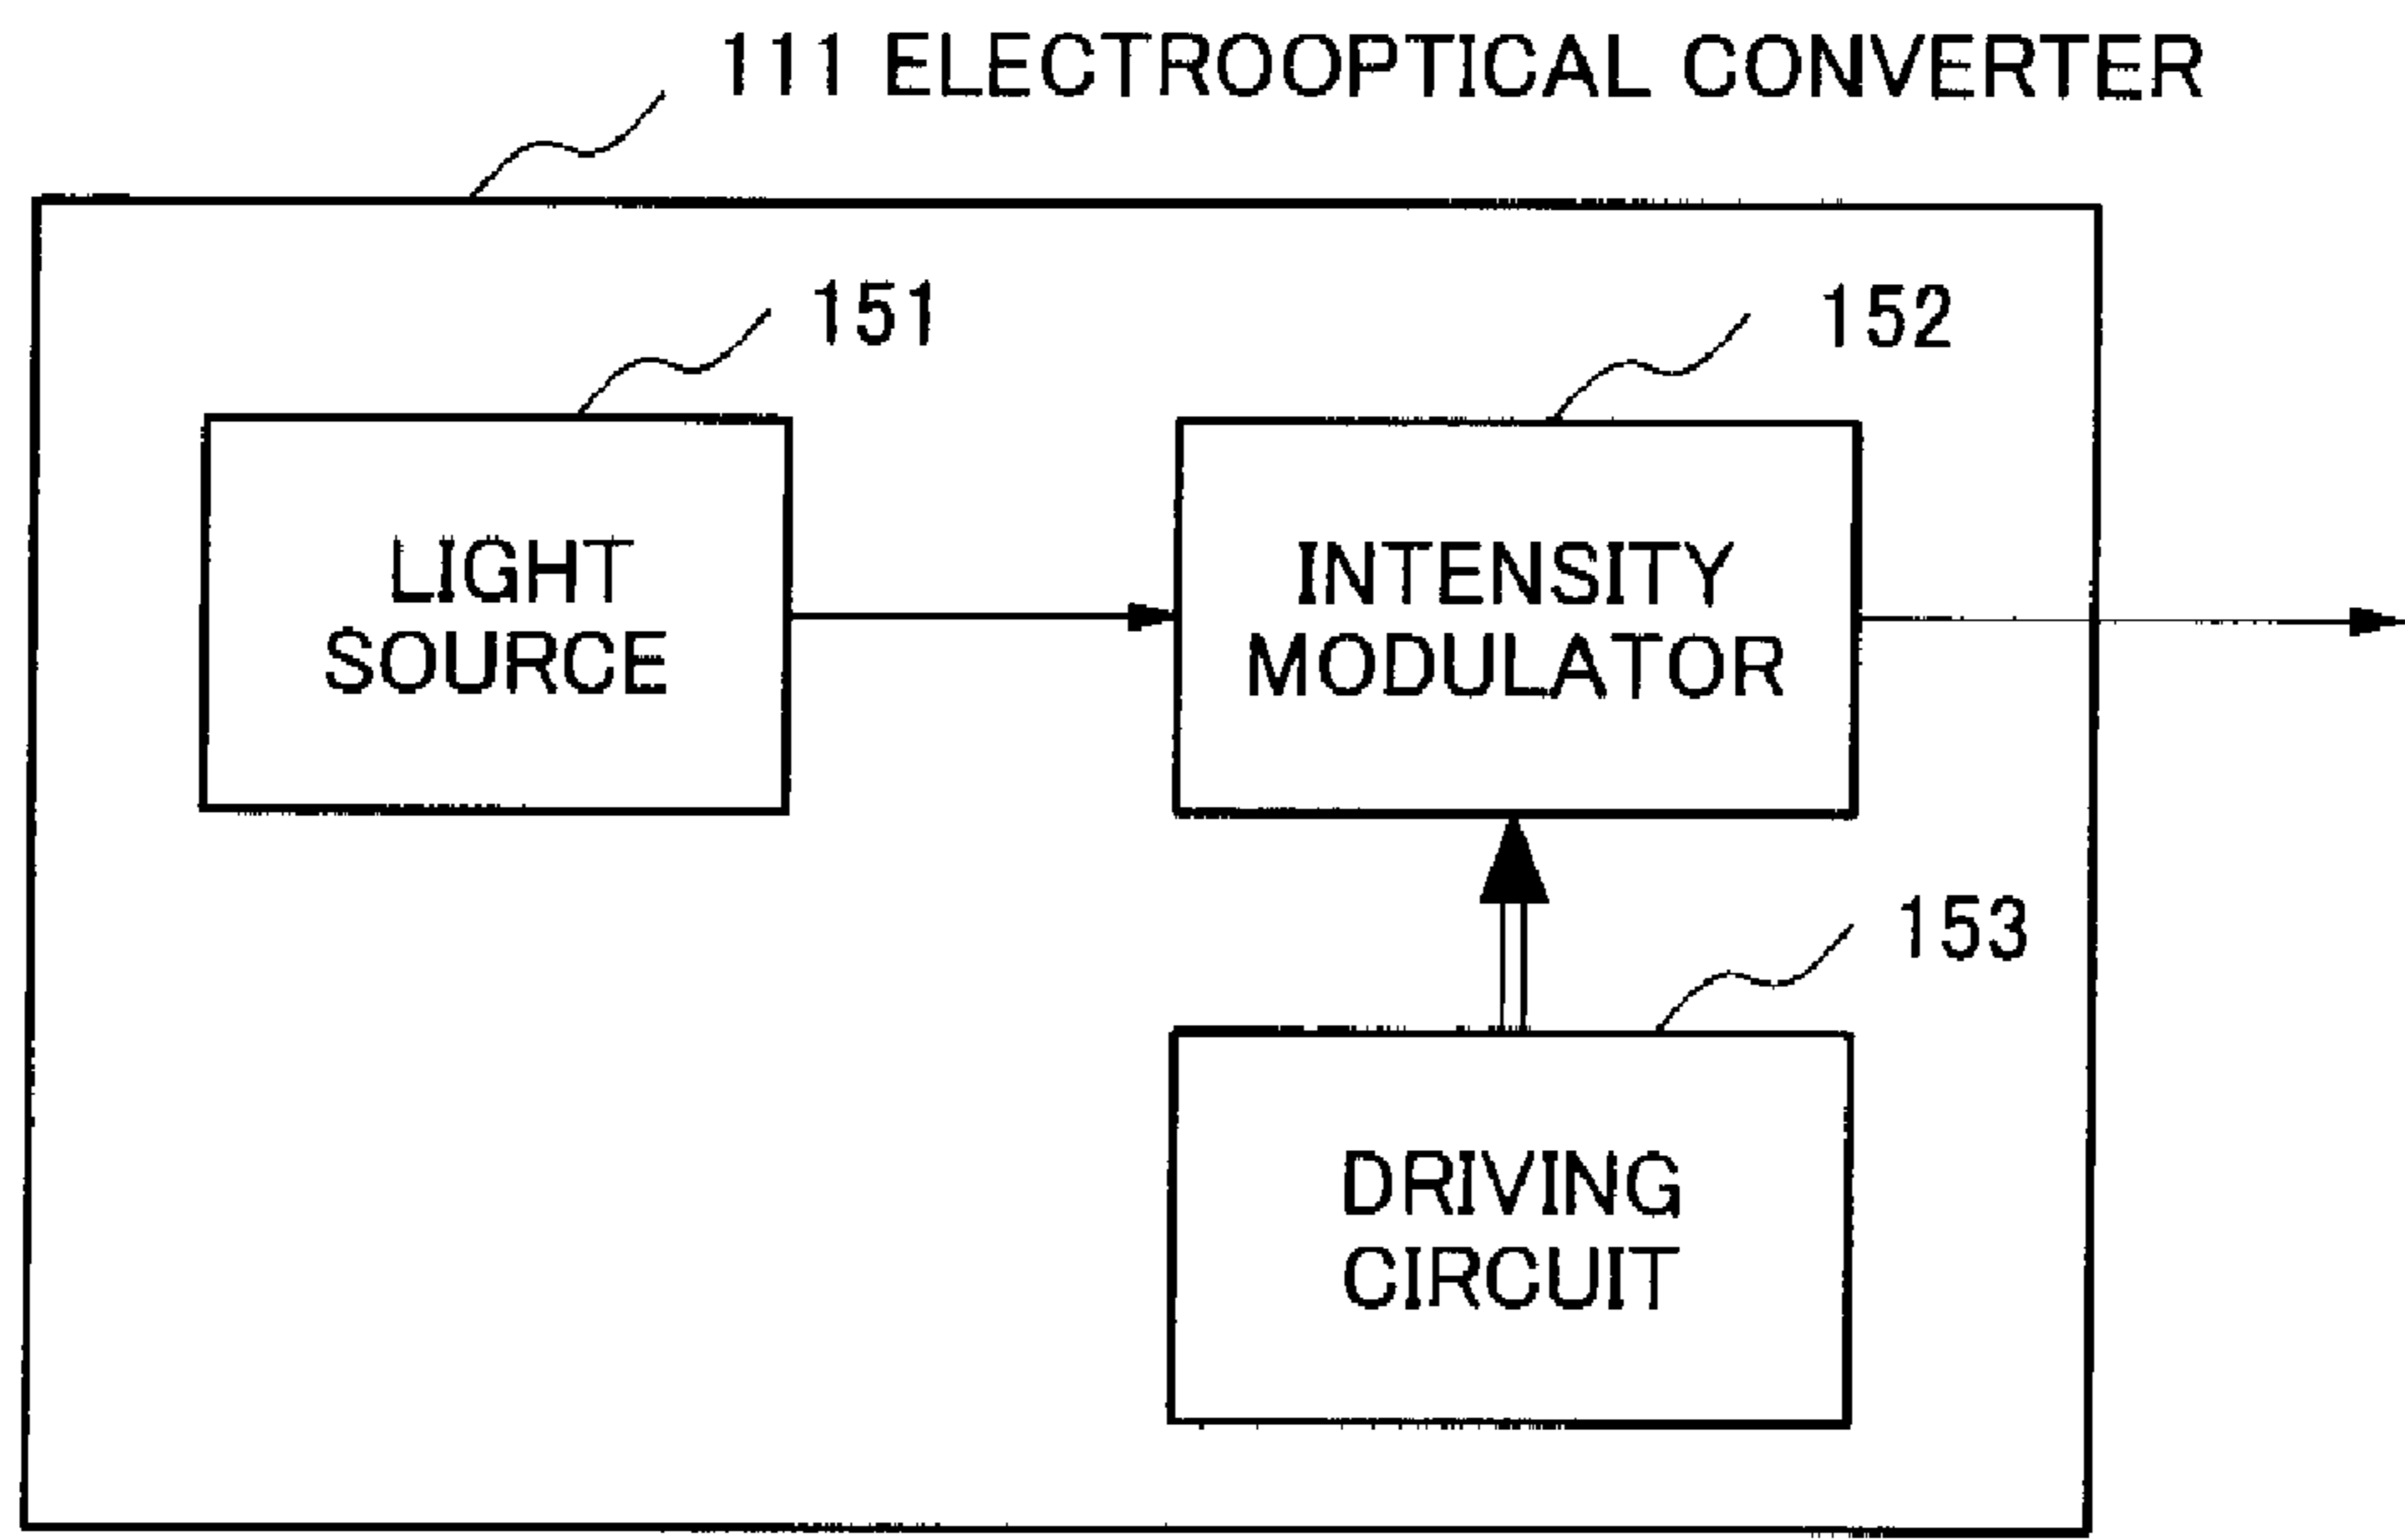 111 ELECTROOPTICAL CONVERTER
151
152
LIGHT
SOURCE
INTENSITY
MODULATOR
153
DRIVING
CIRCUIT